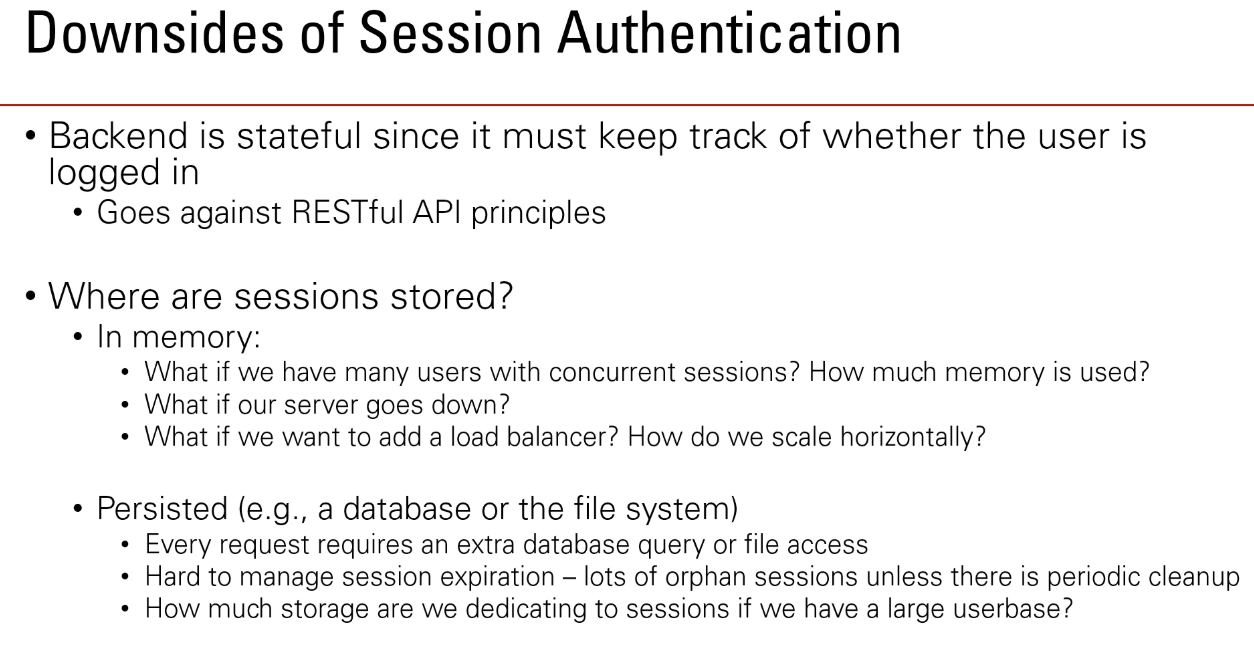 Downsides of Session Authentication
• Backend is stateful since it must keep track of whether the user is
logged in
• Goes against RESTful API principles
• Where are sessions stored?
• In memory:
• What if we have many users with concurrent sessions? How much memory is used?
• What if our server goes down?
• What if we want to add a load balancer? How do we scale horizontally?
• Persisted (e.g., a database or the file system)
• Every request requires an extra database query or file access
• Hard to manage session expiration – lots of orphan sessions unless there is periodic cleanup
• How much storage are we dedicating to sessions if we have a large userbase?